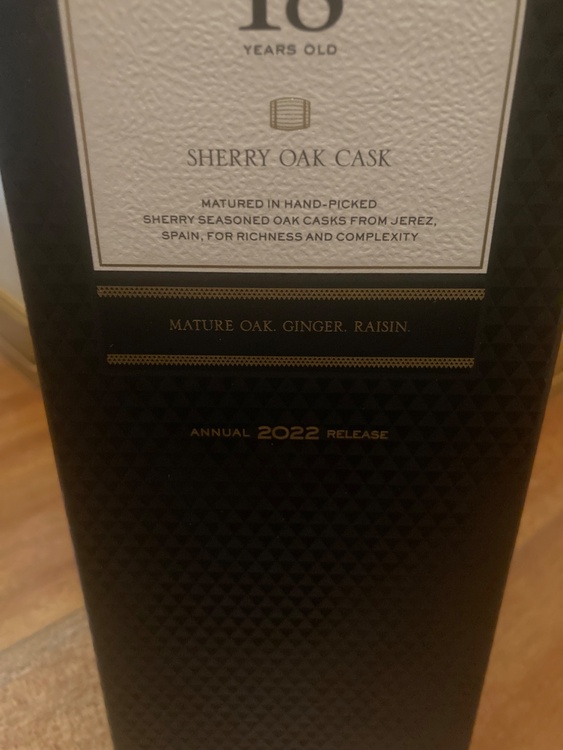 18
YEARS OLD
SHERRY OAK CASK
MATURED IN HAND-PICKED
SHERRY SEASONED OAK CASKS FROM JEREZ,
SPAIN, FOR RICHNESS AND COMPLEXITY
MATURE OAK. GINGER. RAISIN.
ANNUAL 2022 RELEASE